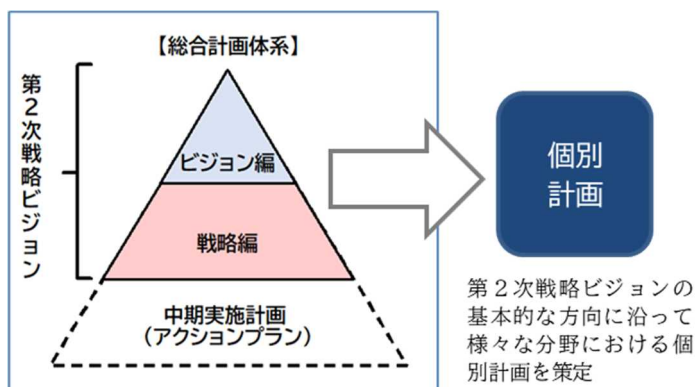 【総合計画体系】
第2次戦略ビジョン
ビジョン編
戦略編
中期実施計画
(アクションプラン)
個別
計画
第２次戦略ビジョンの
基本的な方向に沿って
様々な分野における個
別計画を策定